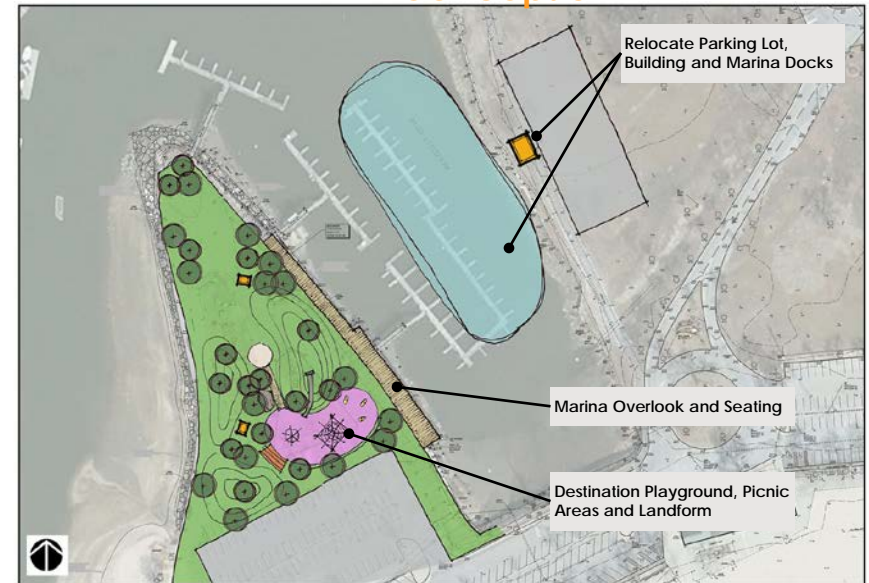 Relocate Parking Lot,
Building and Marina Docks
Marina Overlook and Seating
Destination Playground, Picnic
Areas and Landform